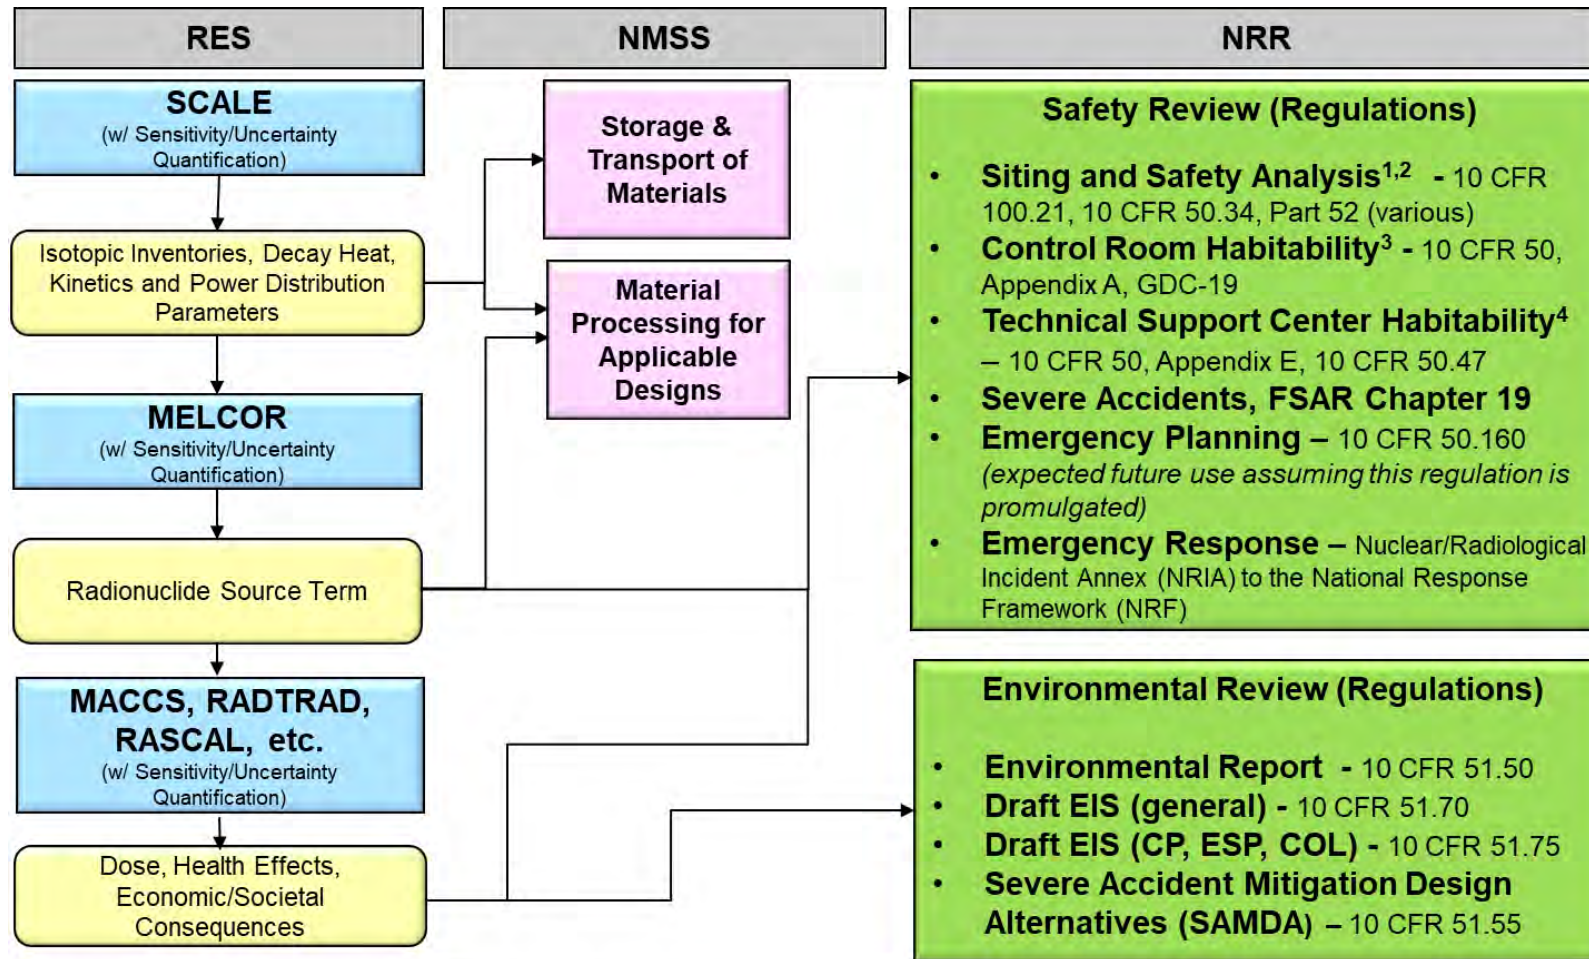 RES
NMSS
NRR
SCALE
(w/ Sensitivity/Uncertainty
Quantification)
Isotopic Inventories, Decay Heat,
Kinetics and Power Distribution
Parameters
MELCOR
(w/ Sensitivity/Uncertainty
Quantification)
Radionuclide Source Term
MACCS, RADTRAD,
RASCAL, etc.
(w/ Sensitivity/Uncertainty
Quantification)
Dose, Health Effects,
Economic/Societal
Consequences
Storage &
Transport of
Materials
Material
Processing for
Applicable
Designs
Safety Review (Regulations)
• Siting and Safety Analysis1,2 - 10 CFR
100.21, 10 CFR 50.34, Part 52 (various)
• Control Room Habitability3 - 10 CFR 50,
Appendix A, GDC-19
• Technical Support Center Habitability4
– 10 CFR 50, Appendix E, 10 CFR 50.47
• Severe Accidents, FSAR Chapter 19
• Emergency Planning – 10 CFR 50.160
(expected future use assuming this regulation is
promulgated)
• Emergency Response – Nuclear/Radiological
Incident Annex (NRIA) to the National Response
Framework (NRF)
Environmental Review (Regulations)
• Environmental Report - 10 CFR 51.50
• Draft EIS (general) - 10 CFR 51.70
• Draft EIS (CP, ESP, COL) - 10 CFR 51.75
• Severe Accident Mitigation Design
Alternatives (SAMDA) – 10 CFR 51.55